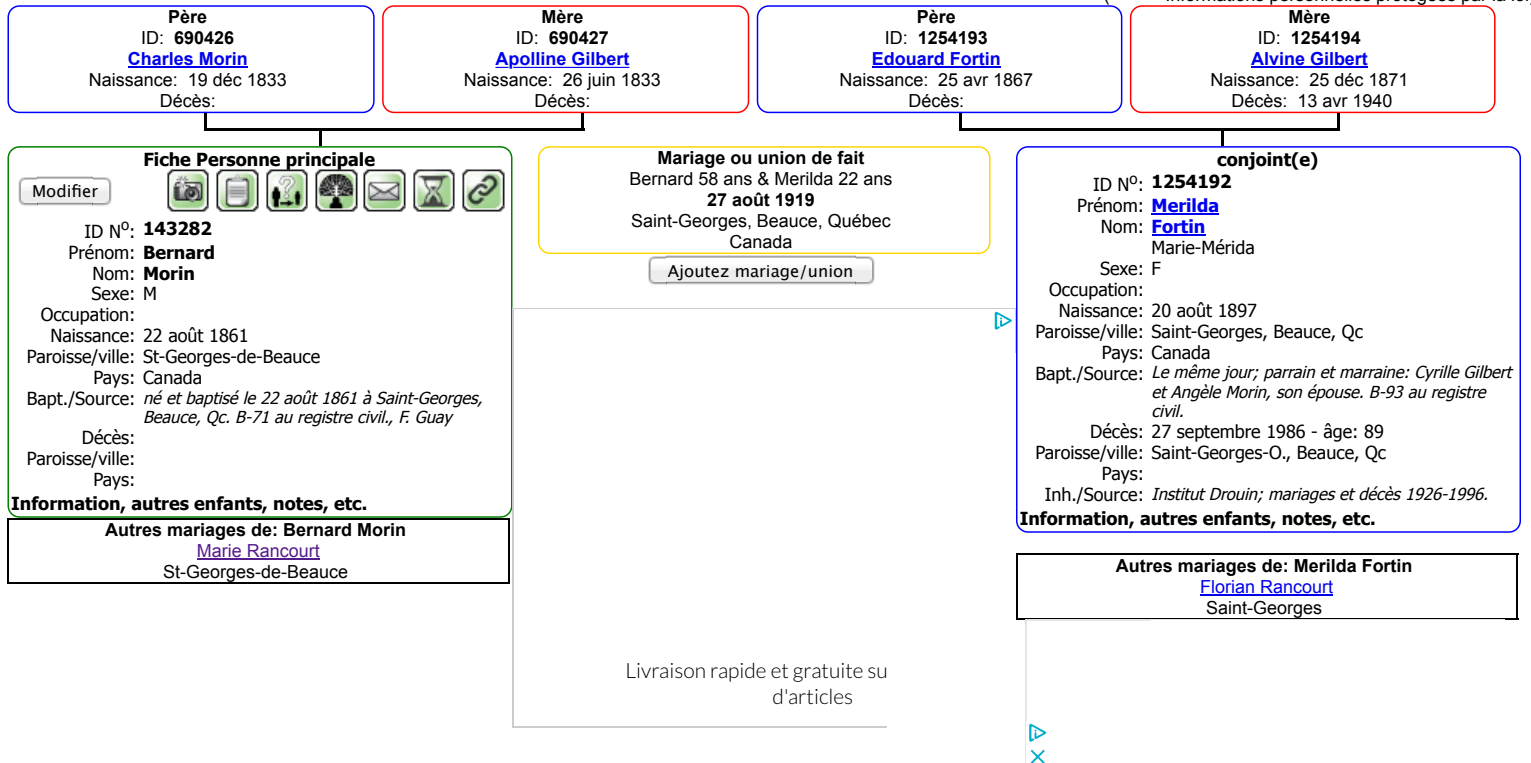 Informations personnelles protégées par la loi
Père
ID: 690426
Charles Morin
Naissance: 19 déc 1833
Décès:
Mère
ID: 690427
Apolline Gilbert
Naissance: 26 juin 1833
Décès:
Père
ID: 1254193
Edouard Fortin
Naissance: 25 avr 1867
Décès:
Mère
ID: 1254194
Alvine Gilbert
Naissance: 25 déc 1871
Décès: 13 avr 1940
Fiche Personne principale
Modifier
ID Nº: 143282
Prénom: Bernard
Nom: Morin
Sexe: M
Occupation:
Naissance: 22 août 1861
Paroisse/ville: St-Georges-de-Beauce
Pays: Canada
Bapt./Source: né et baptisé le 22 août 1861 à Saint-Georges,
Beauce, Qc. B-71 au registre civil., F. Guay
Décès:
Paroisse/ville:
Pays:
Information, autres enfants, notes, etc.
Autres mariages de: Bernard Morin
Marie Rancourt
St-Georges-de-Beauce
Mariage ou union de fait
Bernard 58 ans & Merilda 22 ans
27 août 1919
Saint-Georges, Beauce, Québec
Canada
Ajoutez mariage/union
Livraison rapide et gratuite su
d'articles
conjoint(e)
ID Nº: 1254192
Prénom: Merilda
Nom: Fortin
Marie-Mérida
Sexe: F
Occupation:
Naissance: 20 août 1897
Paroisse/ville: Saint-Georges, Beauce, Qc
Pays: Canada
Bapt./Source: Le même jour; parrain et marraine: Cyrille Gilbert
et Angèle Morin, son épouse. B-93 au registre
civil.
Décès: 27 septembre 1986 - âge: 89
Paroisse/ville: Saint-Georges-O., Beauce, Qc
Pays:
Inh./Source: Institut Drouin; mariages et décès 1926-1996.
Information, autres enfants, notes, etc.
Autres mariages de: Merilda Fortin
Florian Rancourt
Saint-Georges